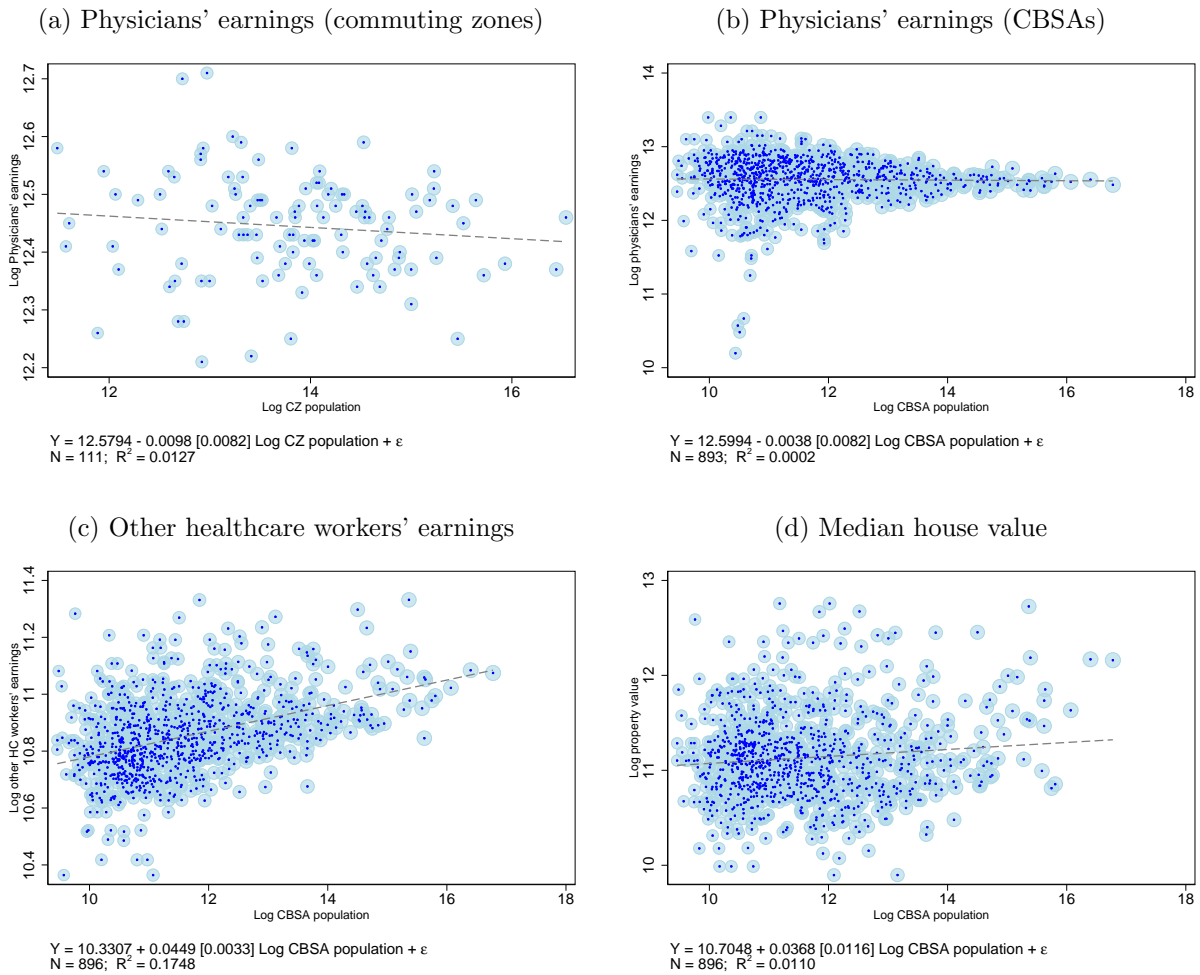 (a) Physicians' earnings (commuting zones)
Log Physicians' earnings
12.2 12.3 12.4 12.5 12.6 12.7
12 14 16
Log CZ population
Y = 12.5794 - 0.0098 [0.0082] Log CZ population + ε
N = 111; R² = 0.0127
(b) Physicians' earnings (CBSAs)
Log physicians' earnings
10 11 12 13 14
10 12 14 16 18
Log CBSA population
Y = 12.5994 - 0.0038 [0.0082] Log CBSA population + ε
N = 893; R² = 0.0002
(c) Other healthcare workers' earnings
Log other HC workers' earnings
10.4 10.6 10.8 11 11.2 11.4
10 12 14 16 18
Log CBSA population
Y = 10.3307 + 0.0449 [0.0033] Log CBSA population + ε
N = 896; R² = 0.1748
(d) Median house value
Log property value
10 11 12 13
10 12 14 16 18
Log CBSA population
Y = 10.7048 + 0.0368 [0.0116] Log CBSA population + ε
N = 896; R² = 0.0110